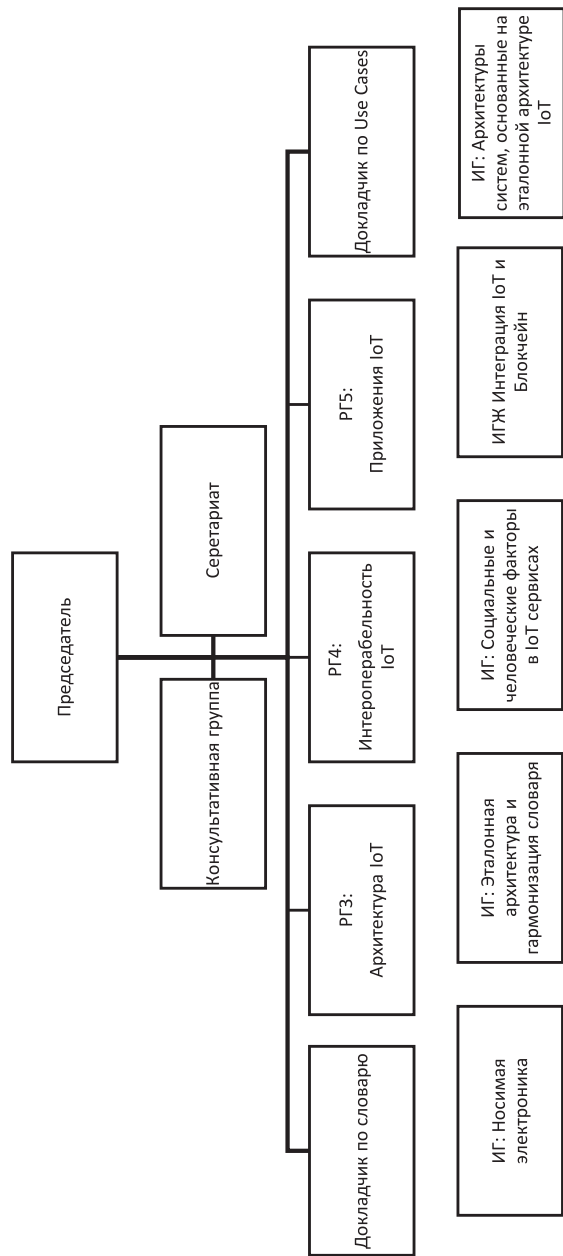 Председатель
Консультативная группа
Серетариат
Докладчик по словарю
РГ3:
Архитектура IoT
РГ4:
Интероперабельность
IoT
РГ5:
Приложения IoT
Докладчик по Use Cases
ИГ: Носимая
электроника
ИГ: Эталонная
архитектура и
гармонизация словаря
ИГ: Социальные и
человеческие факторы
в IoT сервисах
ИГЖ Интеграция IoT и
Блокчейн
ИГ: Архитектуры
систем, основанные на
эталонной архитектуре
IoT